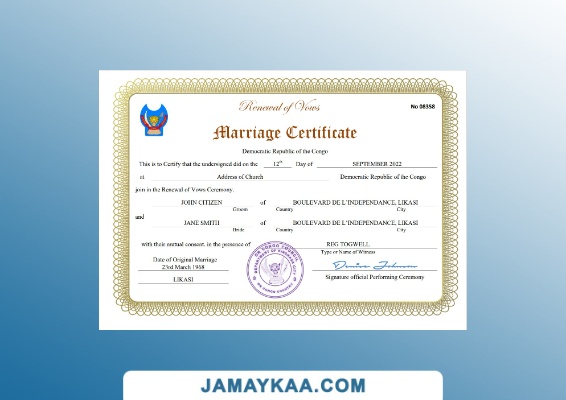 Renewal of Vows
No 08358
Marriage Certificate
Democratic Republic of the Congo
This is to Certify that the undersigned did on the 12th Day of SEPTEMBER 2022
at Address of Church Democratic Republic of the Congo
join in the Renewal of Vows Ceremony.
JOHN CITIZEN of BOULEVARD DE L'INDEPENDANCE, LIKASI
Groom Country City
and
JANE SMITH of BOULEVARD DE L'INDEPENDANCE, LIKASI
Bride Country City
with their mutual consent, in the presence of REG TOGWELL
Type or Name of Witness
Date of Original Marriage
23rd March 1968
Signature official Performing Ceremony
LIKASI
JAMAYKAA.COM